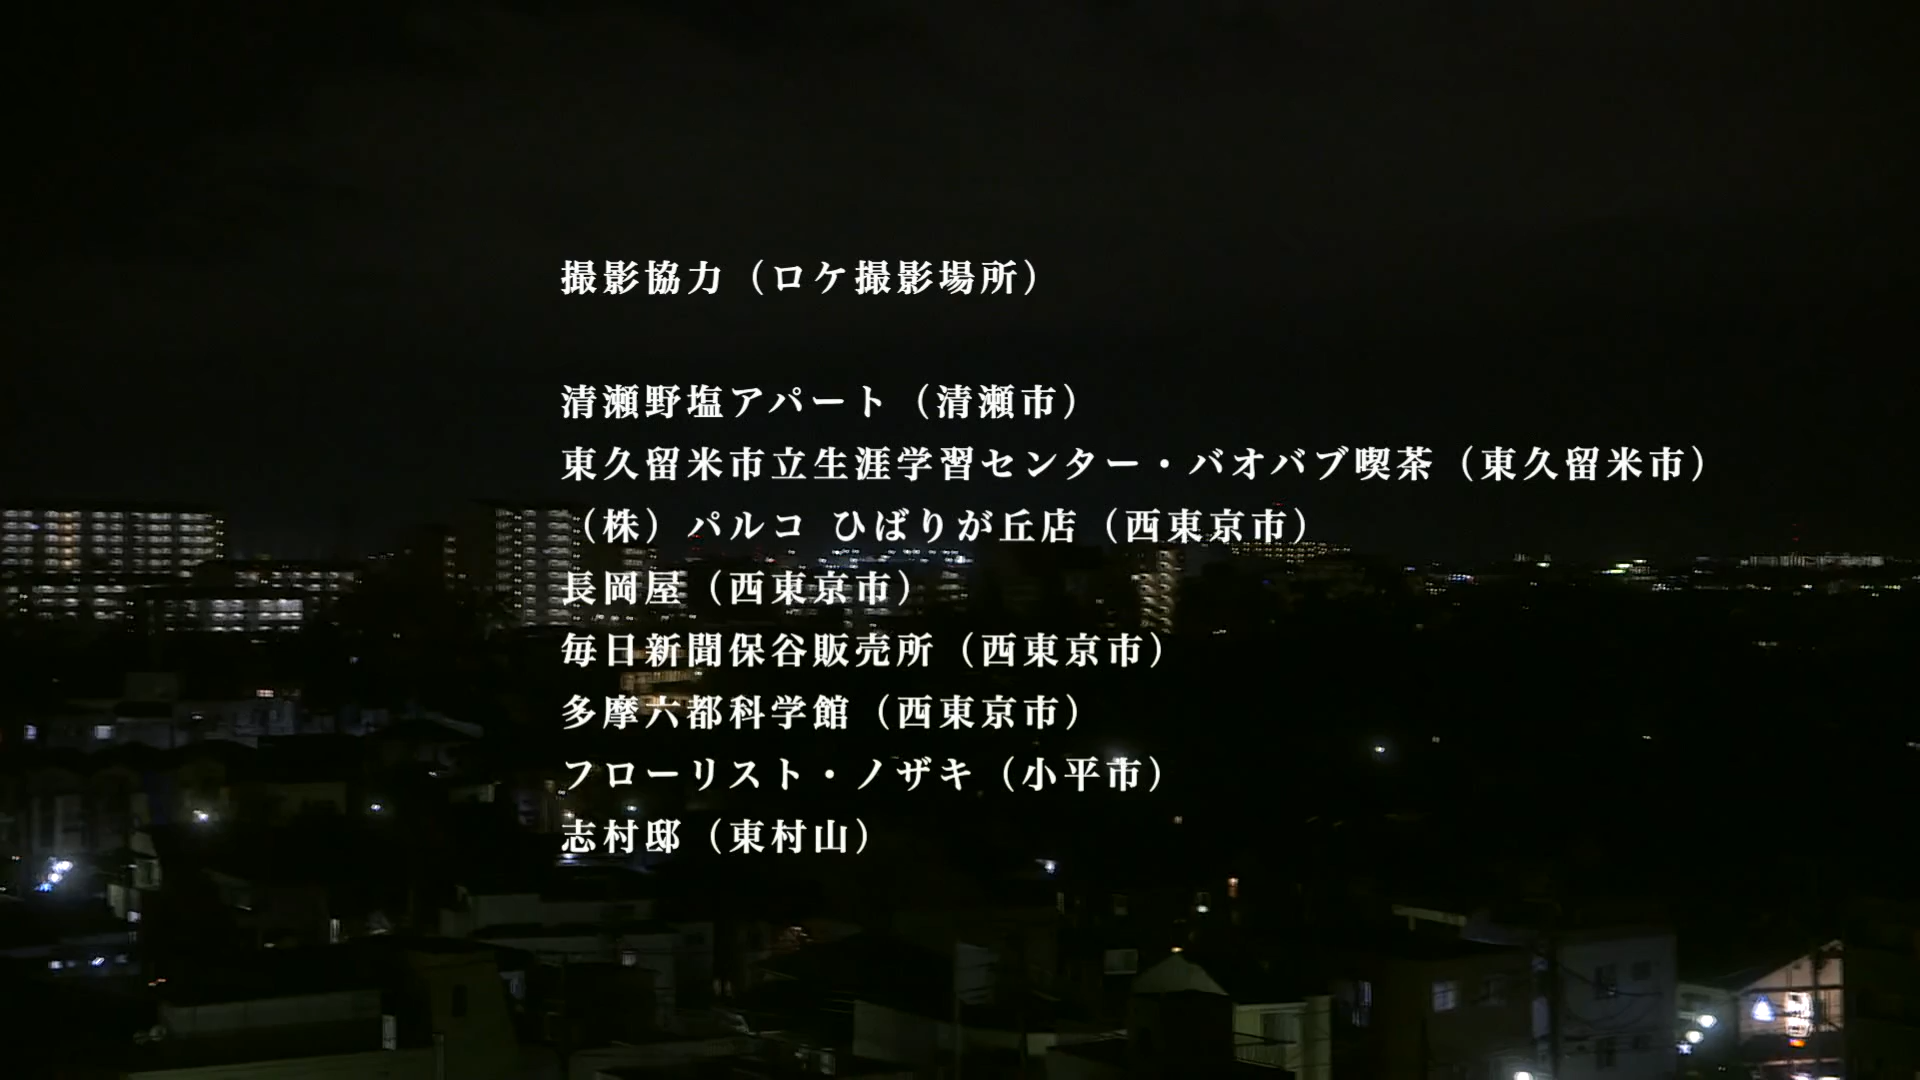 撮影協力（ロケ撮影場所）
清瀬野塩アパート（清瀬市）
東久留米市立生涯学習センター・バオバブ喫茶（東久留米市）
（株）パルコ ひばりが丘店（西東京市）
長岡屋（西東京市）
毎日新聞保谷販売所（西東京市）
多摩六都科学館（西東京市）
フローリスト・ノザキ（小平市）
志村邸（東村山）